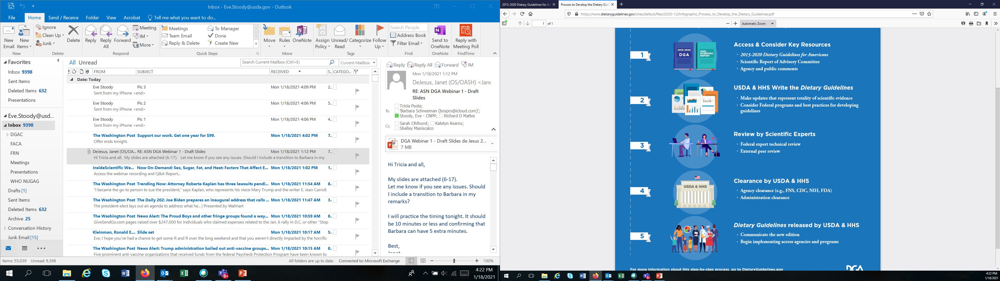 Inbox - Eve.Stoody@usda.gov - Outlook
File Home Send / Receive Folder View Acrobat Tell me what you want to do...
New Email
New Items
Ignore
Clean Up
Junk
Delete
Reply
Reply All
Forward
Meeting
IM
More
Meetings
Team Email
Reply & Delete
To Manager
Done
Create New
Move
Rules
OneNote
Assign Policy
Unread/ Read
Categorize
Follow Up
Search People
Address Book
Filter Email
Send to OneNote
Reply with Meeting Poll
New Delete Respond Quick Steps Move Tags Find OneNote FindTime
Favorites
Inbox 9398
Sent Items
Deleted Items 632
Presentations
Eve.Stoody@usd...
Inbox 9398
DGAC
FACA
FRN
Meetings
Presentations
WHO NUGAG
Drafts [1]
Sent Items
Deleted Items 632
Archive 25
Conversation History
Junk Email [15]
All Unread
Search Current Mailbox (Ctrl+E) Current Mailbox
FROM SUBJECT RECEIVED S.. CATEGO...
Date: Today
Eve Stoody Pic 3 Mon 1/18/2021 4:09 PM 2..
Sent from my iPhone <end>
Eve Stoody Pic 2 Mon 1/18/2021 4:06 PM 5..
Sent from my iPhone <end>
Eve Stoody Pic 1 Mon 1/18/2021 4:06 PM 4..
Sent from my iPhone <end>
The Washington Post Support our work. Get one year for $99. Mon 1/18/2021 4:02 PM 7..
Offer ends tonight.
DeJesus, Janet (OS/OA... RE: ASN DGA Webinar 1 - Draft Slides Mon 1/18/2021 1:12 PM 7..
Hi Tricia and all, My slides are attached (6-17). Let me know if you see any issues. Should I include a transition to Barbara in my
InsideScientific We... Now On-Demand: Sex, Sugar, Fat, and Heat: Factors That Affect E... Mon 1/18/2021 1:02 PM 1..
Access the webinar recording and Q&A Report...
The Washington Post Trending Now: Attorney Roberta Kaplan has three lawsuits pendi... Mon 1/18/2021 11:54 AM 8..
“I became the go-to person to sue the president,” says Kaplan, who represents his niece Mary Trump and the writer E. Jean Carroll.
The Washington Post The Daily 202: Joe Biden prepares an inaugural address that calls ... Mon 1/18/2021 11:47 AM 3..
The president-elect lays out an agenda to address what he... | Presented by Walmart
The Washington Post News Alert: The Proud Boys and other fringe groups found a way... Mon 1/18/2021 10:59 AM 8..
GiveSendGo.com pages raised over $247,000 for individuals who claimed expenses related to the Jan. 6 rally in D.C. or other “Stop
Kleinman, Ronald E.... Slide set Mon 1/18/2021 10:17 AM 5..
Eve, I hope you’ve had a chance to get some R and R over the long weekend and that you weren’t directly impacted by the horrific
The Washington Post News Alert: Trump administration bailed out anti-vaccine groups... Mon 1/18/2021 10:15 AM 8..
Five prominent anti-vaccine organizations that received funds from the federal Paycheck Protection Program have been known to
Reply Reply All Forward IM
Mon 1/18/2021 1:12 PM
DeJesus, Janet (OS/OASH) <Jane
RE: ASN DGA Webinar 1 - Draft
Slides
To
Tricia Psota;
'Barbara Schneeman (bosprs@icloud.com)';
Stoody, Eve - CNPP; Richard D Mattes
Cc
Sarah Ohlhorst; Katelyn Kearns;
Shelley Maniscalco
DGA Webinar 1 - Draft Slides de Jesus 2...
7 MB
Hi Tricia and all,
My slides are attached (6-17).
Let me know if you see any issues. Should
I include a transition to Barbara in my
remarks?
I will practice the timing tonight. It should
be 10 minutes or less and confirming that
Barbara can have 5 extra minutes.
Best,
Items: 55,039 Unread: 9,398 All folders are up to date. Connected to: Microsoft Exchange 100%
9+
4:22 PM
1/18/2021
2015-2020 Dietary Guidelines for Am Process to Develop the Dietary Guid
https://www.dietaryguidelines.gov/sites/default/files/2020-12/Infographic_Process_to_Develop_the_Dietary_Guidelines.pdf
1 of 1 Automatic Zoom
1
2015-2020
DGA
2020
SCIENTIFIC
REPORT
Access & Consider Key Resources
· 2015-2020 Dietary Guidelines for Americans
· Scientific Report of Advisory Committee
· Agency and public comments
2
USDA & HHS Write the Dietary Guidelines
· Make updates that represent totality of scientific evidence
· Consider Federal programs and best practices for developing
guidelines
3
Review by Scientific Experts
· Federal expert technical review
· External peer review
4
USDA & HHS
Clearance by USDA & HHS
· Agency clearance (e.g., FNS, CDC, NIH, FDA)
· Administration clearance
5
Dietary Guidelines released by USDA & HHS
· Communicate the new edition
· Begin implementing across agencies and programs
For more information about this step-by-step process, go to DietaryGuidelines.gov
DGA
9+
4:22 PM
1/18/2021